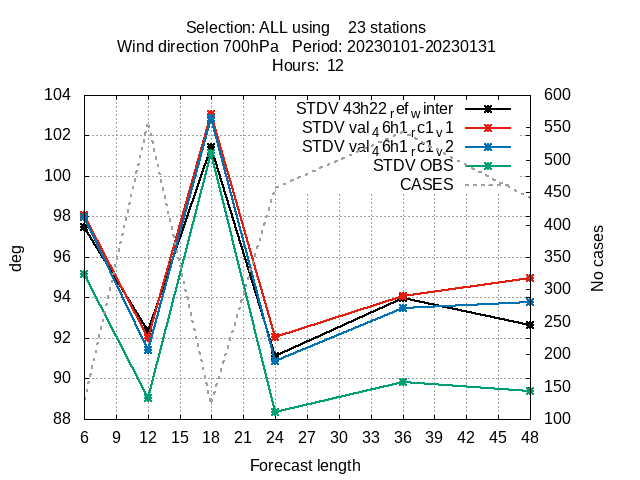 Selection: ALL using 23 stations
Wind direction 700hPa Period: 20230101-20230131
Hours: 12
STDV 43h22_ref_winter
STDV val_46h1_rc1_v1
STDV val_46h1_rc1_v2
STDV OBS
CASES
104
102
100
98
96
94
92
90
88
600
550
500
450
400
350
300
250
200
150
100
deg
No cases
6 9 12 15 18 21 24 27 30 33 36 39 42 45 48
Forecast length